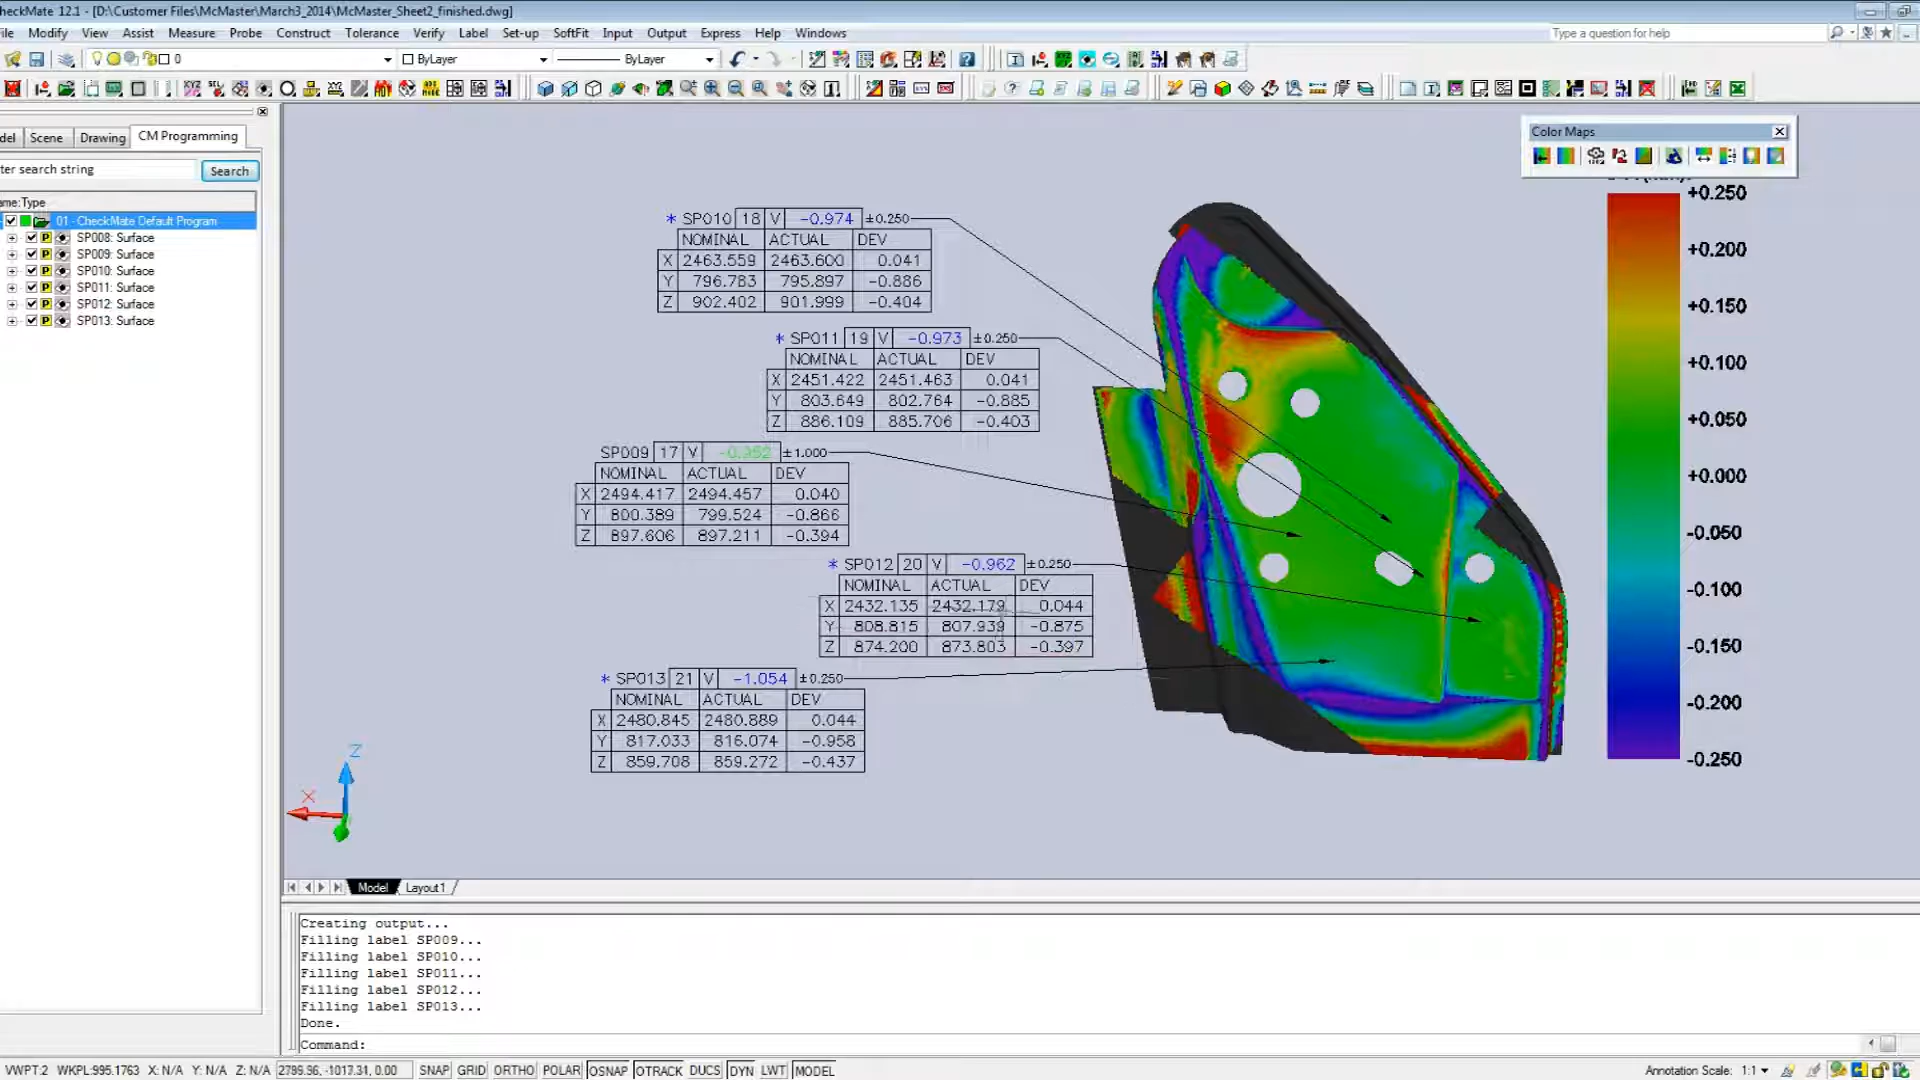 CheckMate 12.1 - [D:\Customer Files\McMaster\March3_2014\McMaster_Sheet2_finished.dwg]
Modify View Assist Measure Probe Construct Tolerance Verify Label Set-up SoftFit Input Output Express Help Windows
Type a question for help
0 ByLayer ByLayer
Scene Drawing CM Programming
search string Search
Type
01 - CheckMate Default Program
SP008: Surface
SP009: Surface
SP010: Surface
SP011: Surface
SP012: Surface
SP013: Surface
Color Maps
SP010 18 V -0.974 ±0.250
NOMINAL ACTUAL DEV
X 2463.559 2463.600 0.041
Y 796.783 795.897 -0.886
Z 902.402 901.999 -0.404
* SP011 19 V -0.973 ±0.250
NOMINAL ACTUAL DEV
X 2451.422 2451.463 0.041
Y 803.649 802.764 -0.885
Z 886.109 885.706 -0.403
SP009 17 V ±1.000
NOMINAL ACTUAL DEV
X 2494.417 2494.457 0.040
Y 800.389 799.524 -0.866
Z 897.606 897.211 -0.394
* SP012 20 V -0.962 ±0.250
NOMINAL ACTUAL DEV
X 2432.135 2432.179 0.044
Y 808.815 807.939 -0.875
Z 874.200 873.803 -0.397
* SP013 21 V -1.054 ±0.250
NOMINAL ACTUAL DEV
X 2480.845 2480.889 0.044
Y 817.033 816.074 -0.958
Z 859.708 859.272 -0.437
+0.250
+0.200
+0.150
+0.100
+0.050
+0.000
-0.050
-0.100
-0.150
-0.200
-0.250
Z
X
Model Layout1
Creating output...
Filling label SP009...
Filling label SP010...
Filling label SP011...
Filling label SP012...
Filling label SP013...
Done.
Command:
VWPT:2 WKPL:995.1763 X: N/A Y: N/A Z: N/A 2789.96, -1017.31, 0.00 SNAP GRID ORTHO POLAR OSNAP OTRACK DUCS DYN LWT MODEL
Annotation Scale: 1:1